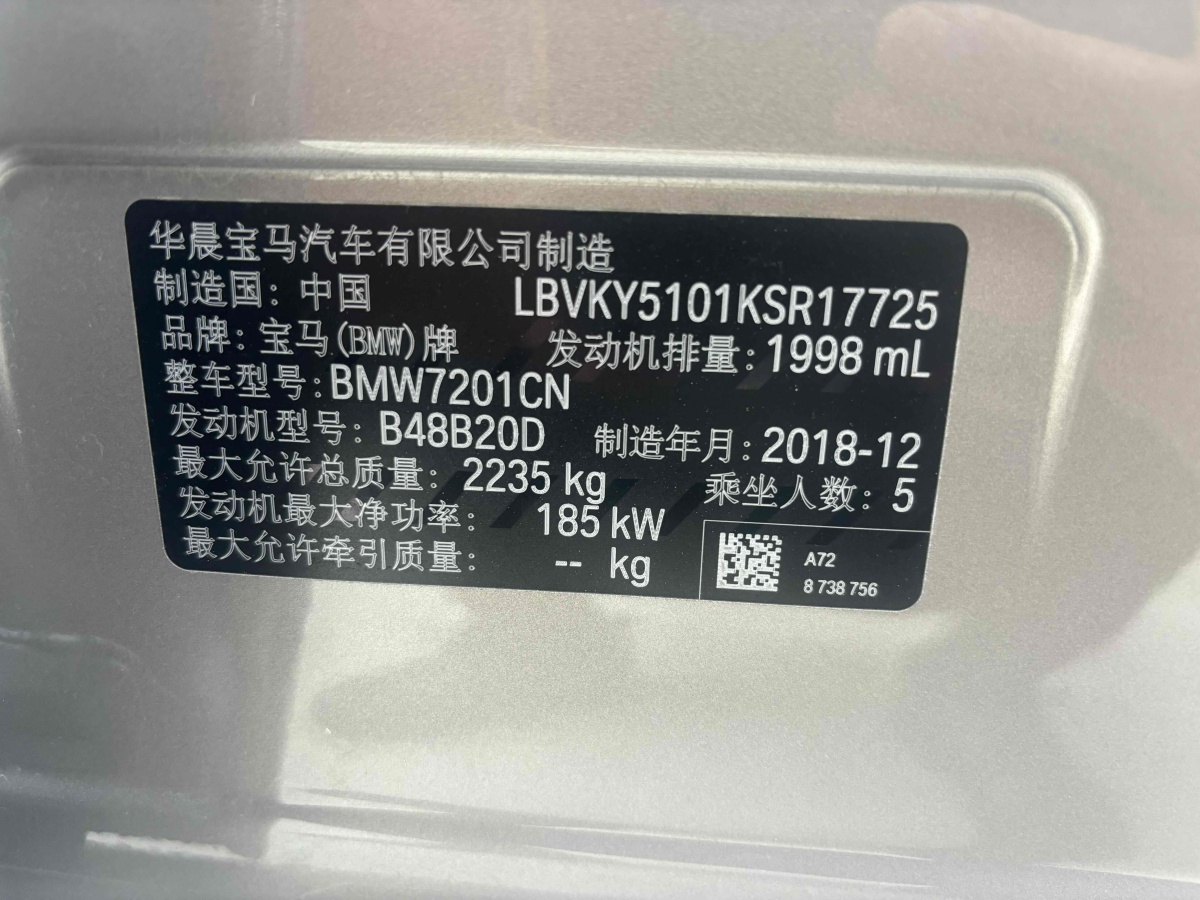 华晨宝马汽车有限公司制造
制造国: 中国 LBVKY5101KSR17725
品牌: 宝马(BMW)牌 发动机排量: 1998 mL
整车型号: BMW7201CN
发动机型号: B48B20D 制造年月: 2018-12
最大允许总质量: 2235 kg 乘坐人数: 5
发动机最大净功率: 185 kW
最大允许牵引质量: -- kg
A72
8 738 756